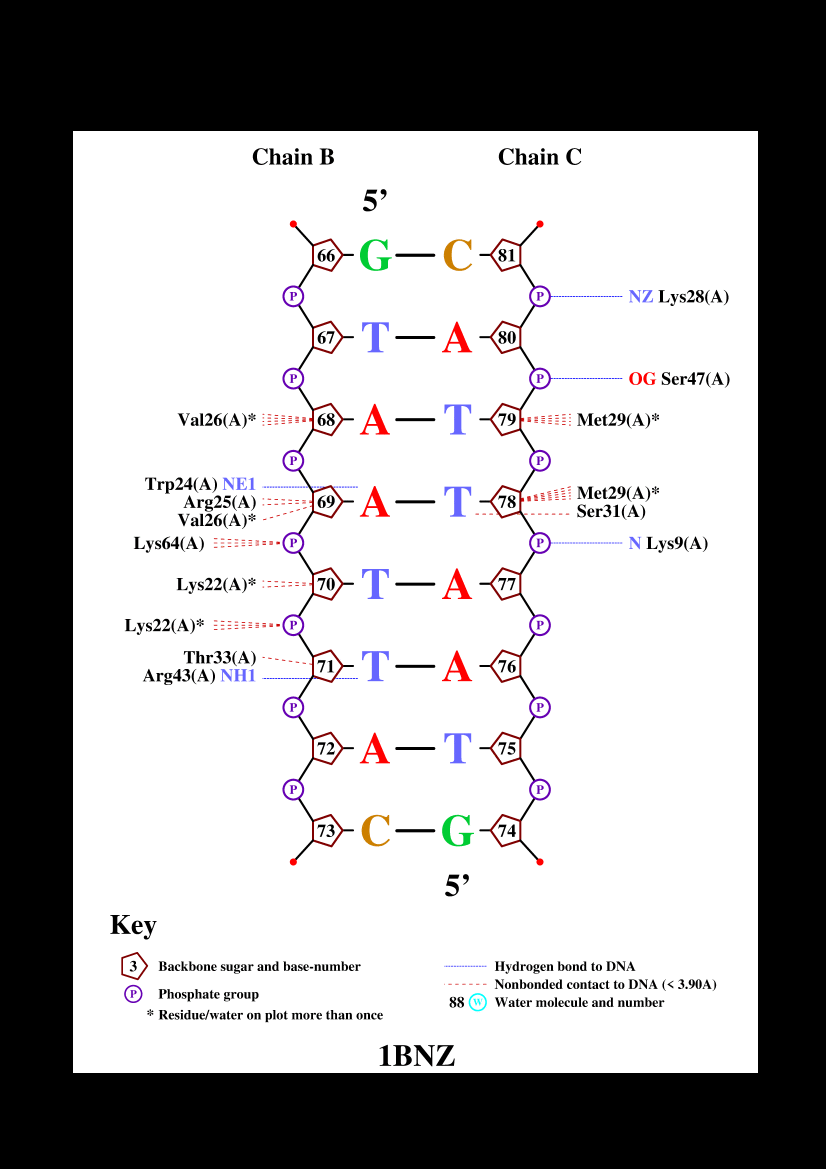 Chain B Chain C
5’
66 G C 81
P P NZ Lys28(A)
67 T A 80
P P OG Ser47(A)
Val26(A)* 68 A T 79 Met29(A)*
P P
Trp24(A) NE1
Arg25(A) 69 A T 78 Met29(A)*
Val26(A)* Ser31(A)
Lys64(A) P P N Lys9(A)
Lys22(A)* 70 T A 77
Lys22(A)* P P
Thr33(A) 71 T A 76
Arg43(A) NH1
P P
72 A T 75
P P
73 C G 74
5’
Key
3 Backbone sugar and base-number
P Phosphate group
* Residue/water on plot more than once
Hydrogen bond to DNA
Nonbonded contact to DNA (< 3.90A)
88 W Water molecule and number
1BNZ